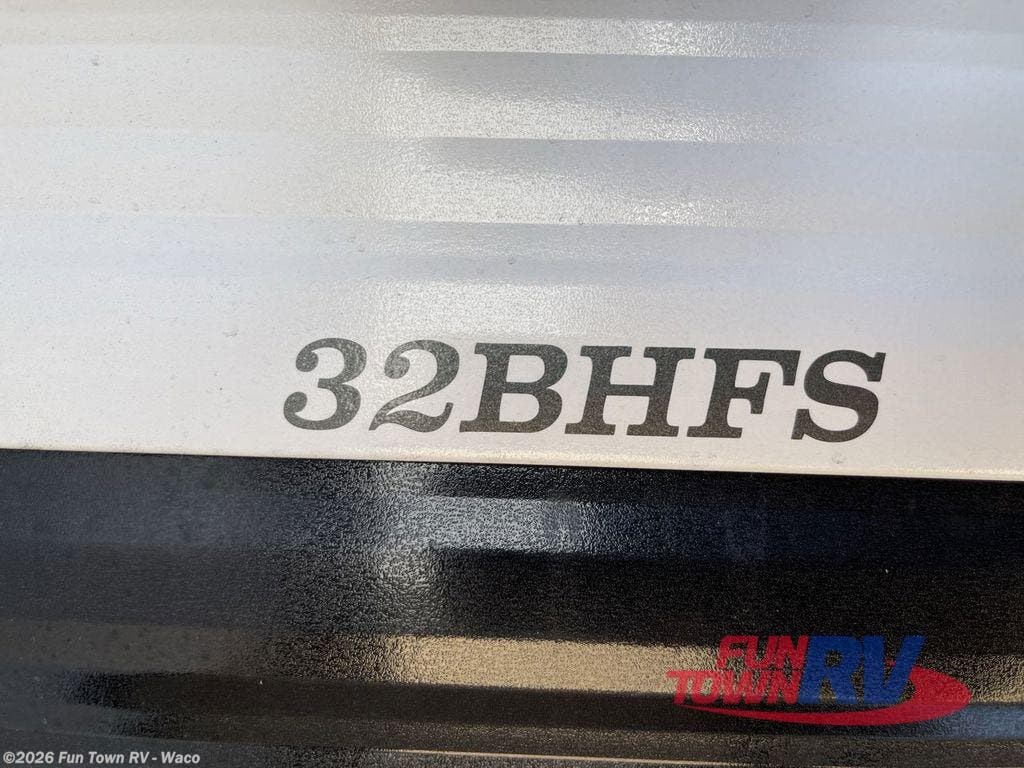 32BHFS
FUN
TOWN RV
©2026 Fun Town RV - Waco